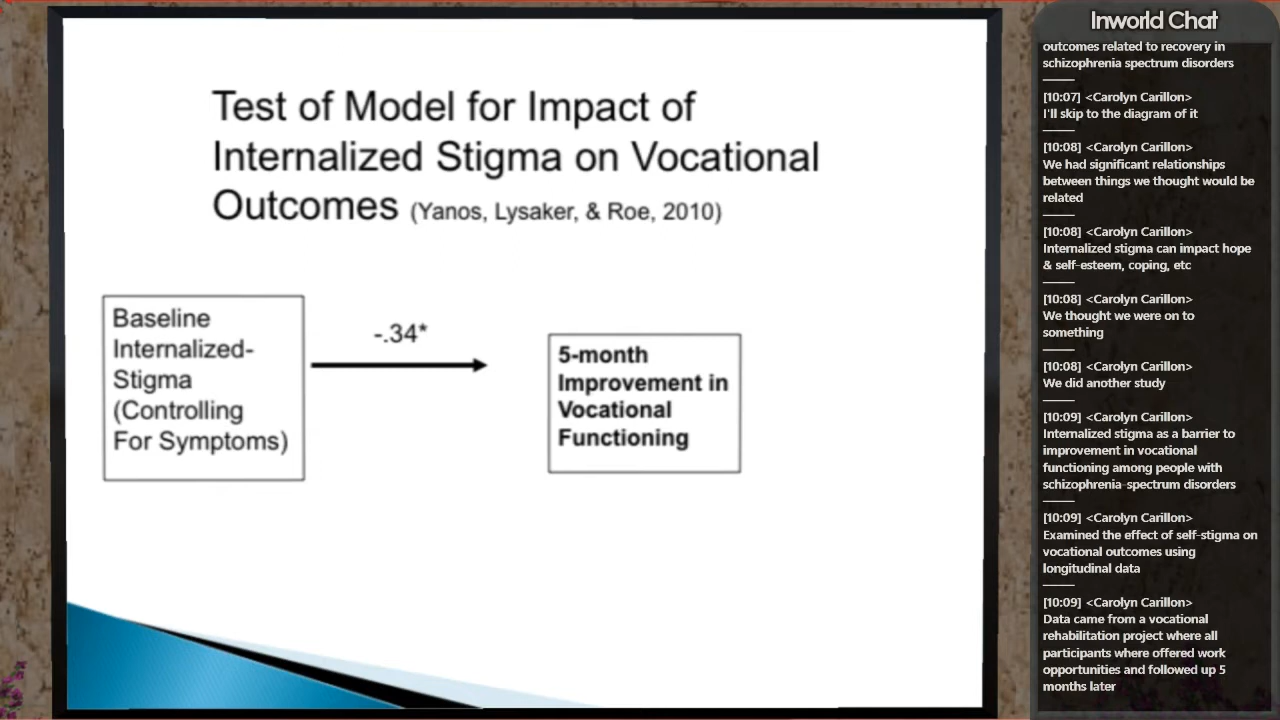 Test of Model for Impact of
Internalized Stigma on Vocational
Outcomes (Yanos, Lysaker, & Roe, 2010)
Baseline
Internalized-
Stigma
(Controlling
For Symptoms)
-.34*
5-month
Improvement in
Vocational
Functioning
Inworld Chat
outcomes related to recovery in
schizophrenia spectrum disorders
[10:07] <Carolyn Carillon>
I'll skip to the diagram of it
[10:08] <Carolyn Carillon>
We had significant relationships
between things we thought would be
related
[10:08] <Carolyn Carillon>
Internalized stigma can impact hope
& self-esteem, coping, etc
[10:08] <Carolyn Carillon>
We thought we were on to
something
[10:08] <Carolyn Carillon>
We did another study
[10:09] <Carolyn Carillon>
Internalized stigma as a barrier to
improvement in vocational
functioning among people with
schizophrenia-spectrum disorders
[10:09] <Carolyn Carillon>
Examined the effect of self-stigma on
vocational outcomes using
longitudinal data
[10:09] <Carolyn Carillon>
Data came from a vocational
rehabilitation project where all
participants where offered work
opportunities and followed up 5
months later